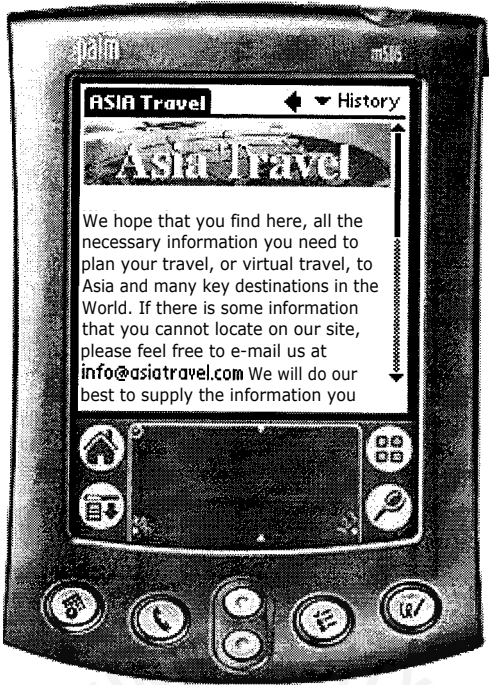 palm
m505
ASIA Travel
History
Asia Travel
We hope that you find here, all the
necessary information you need to
plan your travel, or virtual travel, to
Asia and many key destinations in the
World. If there is some information
that you cannot locate on our site,
please feel free to e-mail us at
info@asiatravel.com We will do our
best to supply the information you